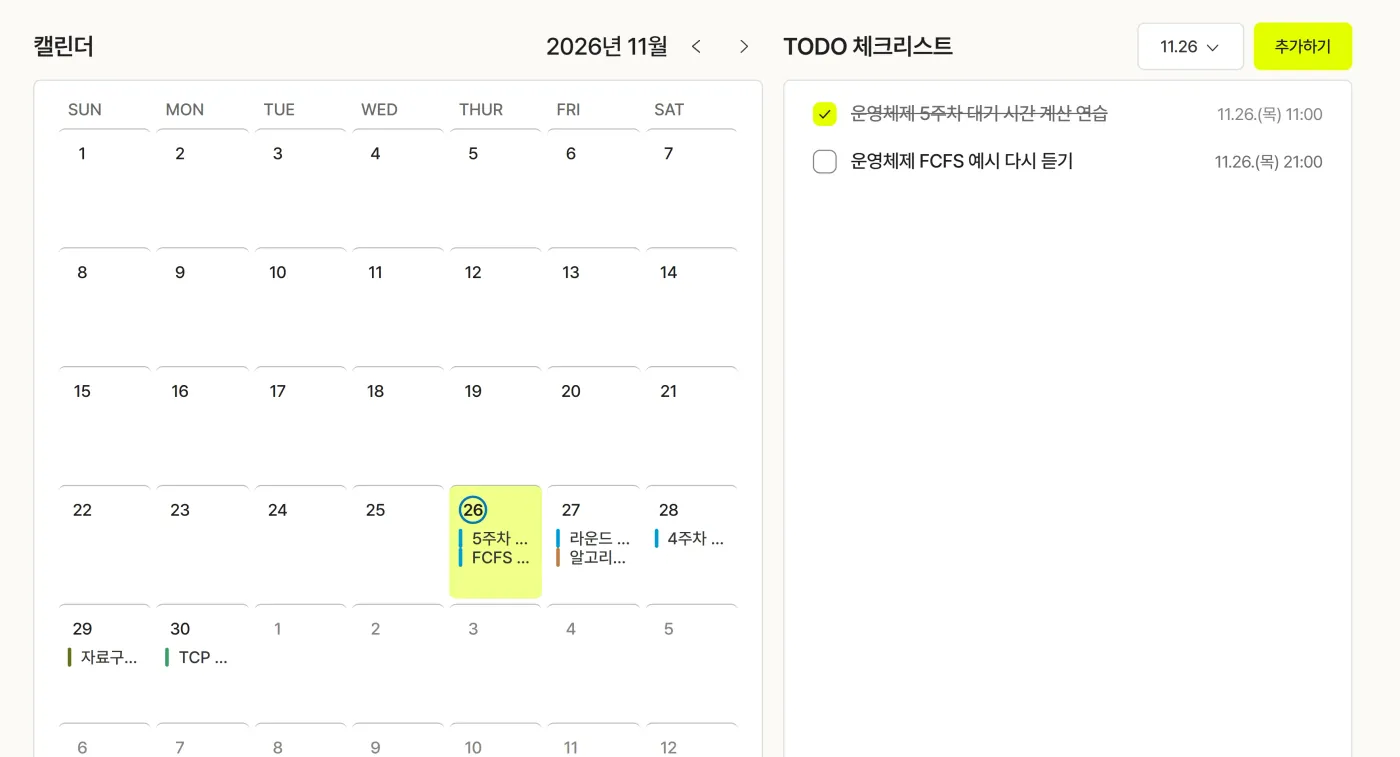 캘린더
2026년 11월
SUN MON TUE WED THUR FRI SAT
1 2 3 4 5 6 7
8 9 10 11 12 13 14
15 16 17 18 19 20 21
22 23 24 25 26 27 28
5주차 ... 라운드 ... 4주차 ...
FCFS ... 알고리...
29 30 1 2 3 4 5
자료구... TCP ...
6 7 8 9 10 11 12
TODO 체크리스트
11.26
추가하기
운영체제 5주차 대기 시간 계산 연습 11.26.(목) 11:00
운영체제 FCFS 예시 다시 듣기 11.26.(목) 21:00